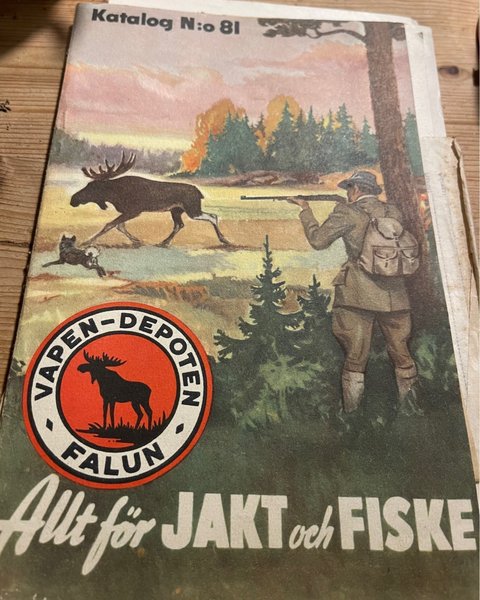 Katalog N:o 81
VAPEN-DEPOTEN
• FALUN •
Allt för JAKT och FISKE